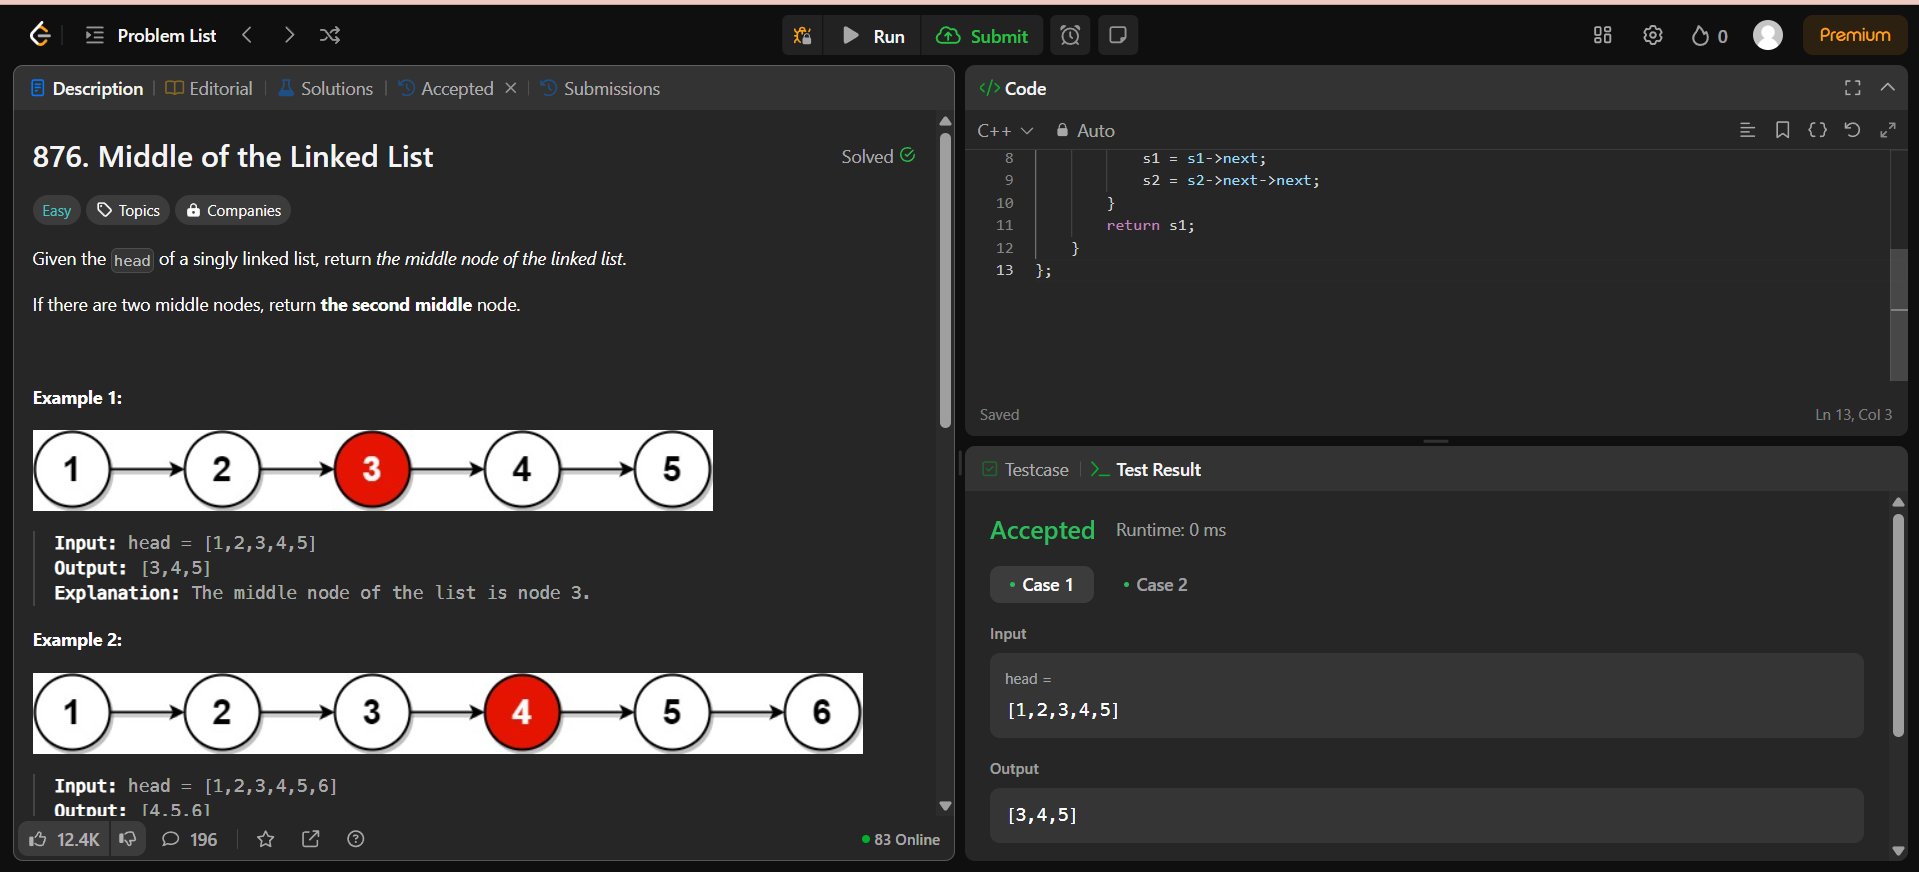 Problem List
Run
Submit
0
Premium
Description
Editorial
Solutions
Accepted
Submissions
876. Middle of the Linked List
Solved
Easy
Topics
Companies
Given the head of a singly linked list, return the middle node of the linked list.
If there are two middle nodes, return the second middle node.
Example 1:
1 2 3 4 5
Input: head = [1,2,3,4,5]
Output: [3,4,5]
Explanation: The middle node of the list is node 3.
Example 2:
1 2 3 4 5 6
Input: head = [1,2,3,4,5,6]
Output: [4,5,6]
12.4K
196
83 Online
</> Code
C++
Auto
8 s1 = s1->next;
9 s2 = s2->next->next;
10 }
11 return s1;
12 }
13 };
Saved
Ln 13, Col 3
Testcase
>_ Test Result
Accepted
Runtime: 0 ms
Case 1
Case 2
Input
head =
[1,2,3,4,5]
Output
[3,4,5]